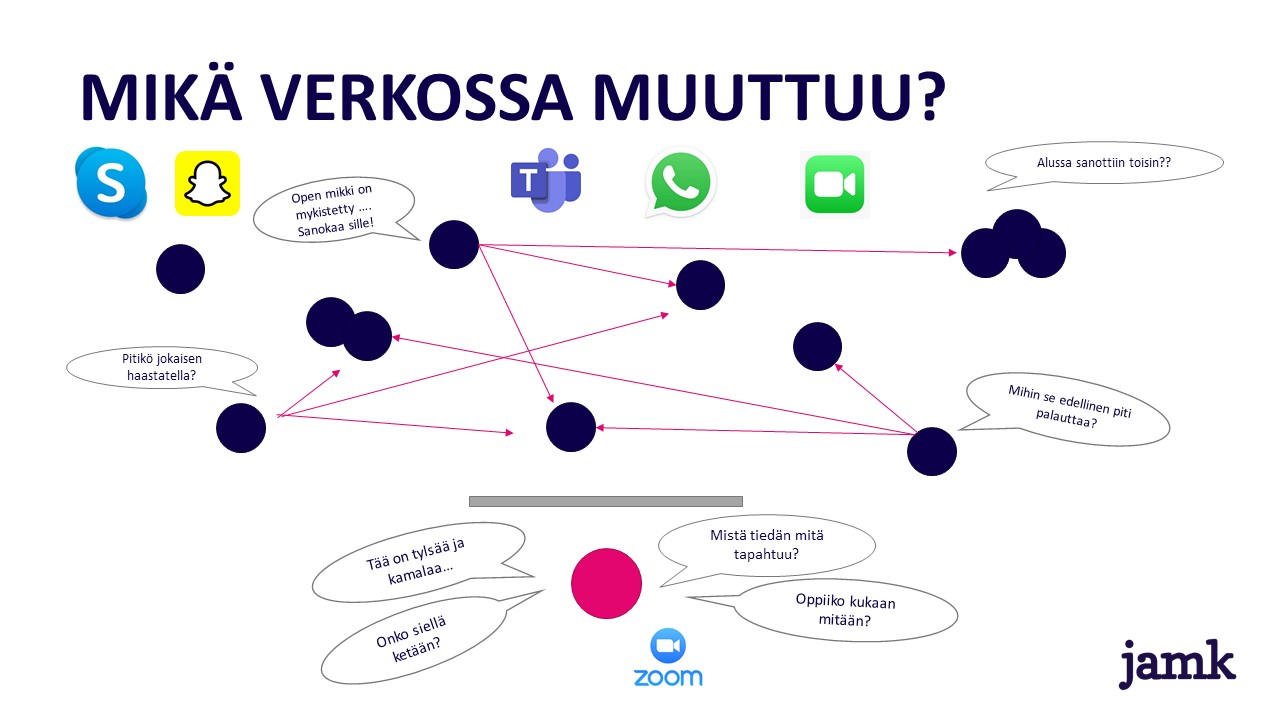 MIKÄ VERKOSSA MUUTTUU?
S
T
Open mikki on
mykistetty ....
Sanokaa sille!
Alussa sanottiin toisin??
Pitikö jokaisen
haastatella?
Mihin se edellinen piti
palauttaa?
Tää on tylsää ja
kamalaa...
Mistä tiedän mitä
tapahtuu?
Onko siellä
ketään?
Oppiiko kukaan
mitään?
zoom
jamk